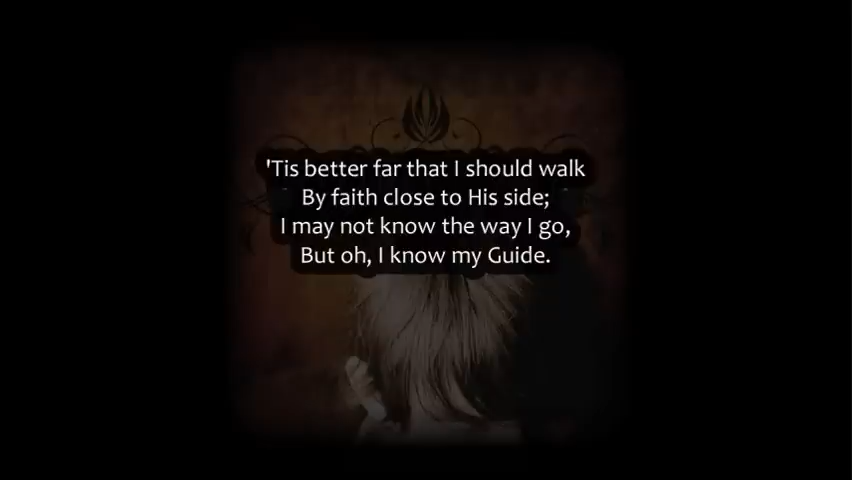 'Tis better far that I should walk
By faith close to His side;
I may not know the way I go,
But oh, I know my Guide.